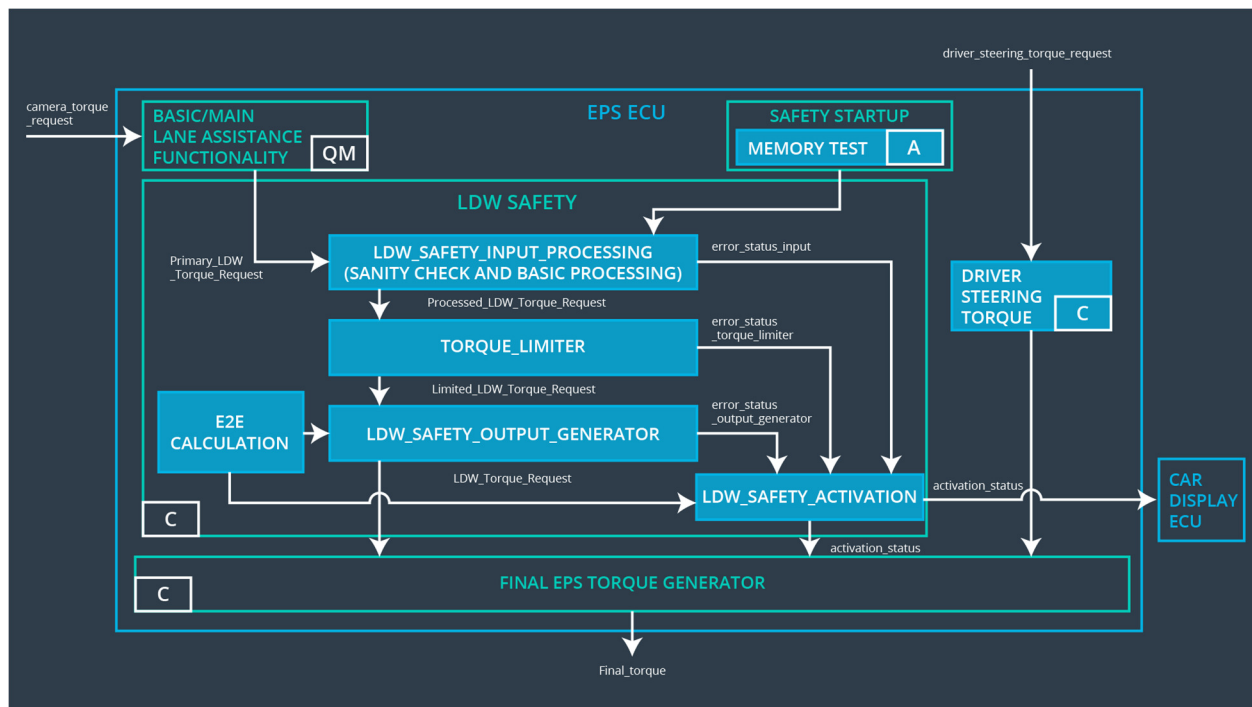 driver_steering_torque_request
camera_torque
_request
EPS ECU
BASIC/MAIN
LANE ASSISTANCE
FUNCTIONALITY
QM
SAFETY STARTUP
MEMORY TEST
A
LDW SAFETY
Primary_LDW
_Torque_Request
LDW_SAFETY_INPUT_PROCESSING
(SANITY CHECK AND BASIC PROCESSING)
error_status_input
Processed_LDW_Torque_Request
DRIVER
STEERING
TORQUE
C
TORQUE_LIMITER
error_status
_torque_limiter
Limited_LDW_Torque_Request
E2E
CALCULATION
LDW_SAFETY_OUTPUT_GENERATOR
error_status
_output_generator
LDW_Torque_Request
LDW_SAFETY_ACTIVATION
activation_status
CAR
DISPLAY
ECU
C
activation_status
FINAL EPS TORQUE GENERATOR
C
Final_torque